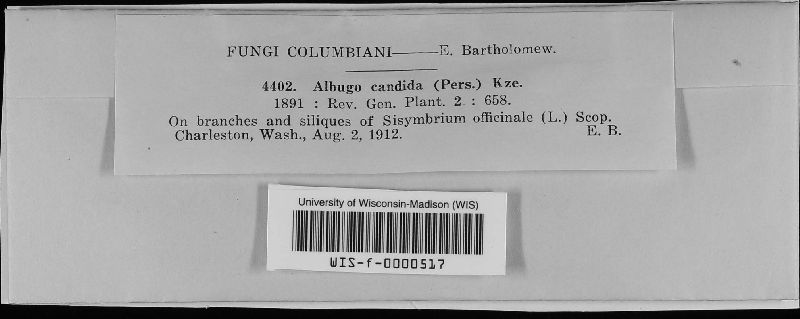 FUNGI COLUMBIANI——E. Bartholomew.
4402. Albugo candida (Pers.) Kze.
1891 : Rev. Gen. Plant. 2 : 658.
On branches and siliques of Sisymbrium officinale (L.) Scop.
Charleston, Wash., Aug. 2, 1912. E. B.
University of Wisconsin-Madison (WIS)
WIS-f-0000517